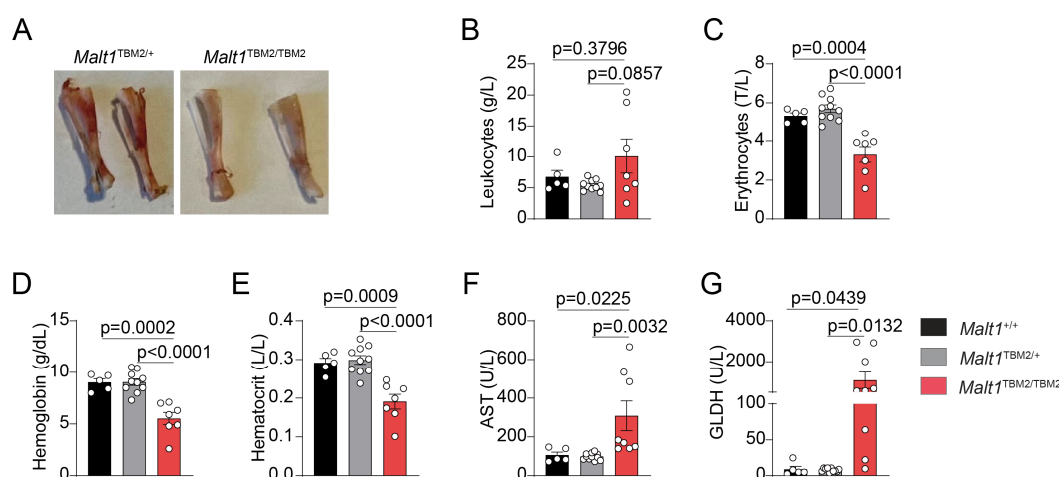 A
Malt1TBM2/+
Malt1TBM2/TBM2
B
p=0.3796
p=0.0857
Leukocytes (g/L)
25
20
15
10
5
0
C
p=0.0004
p<0.0001
Erythrocytes (T/L)
8
6
4
2
0
D
p=0.0002
p<0.0001
Hemoglobin (g/dL)
15
10
5
0
E
p=0.0009
p<0.0001
Hematocrit (L/L)
0.4
0.3
0.2
0.1
0.0
F
p=0.0225
p=0.0032
AST (U/L)
800
600
400
200
0
G
p=0.0439
p=0.0132
GLDH (U/L)
4000
2000
100
50
0
Malt1+/+
Malt1TBM2/+
Malt1TBM2/TBM2